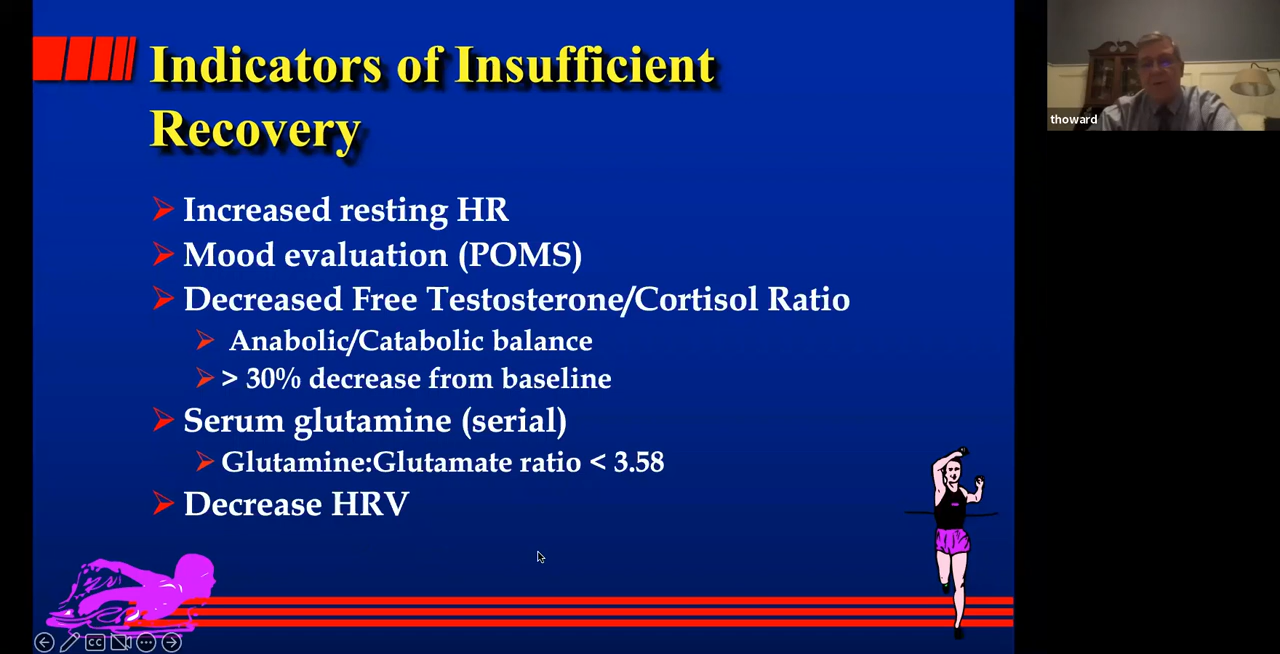 Indicators of Insufficient
Recovery
Increased resting HR
Mood evaluation (POMS)
Decreased Free Testosterone/Cortisol Ratio
Anabolic/Catabolic balance
> 30% decrease from baseline
Serum glutamine (serial)
Glutamine:Glutamate ratio < 3.58
Decrease HRV
thoward
CC